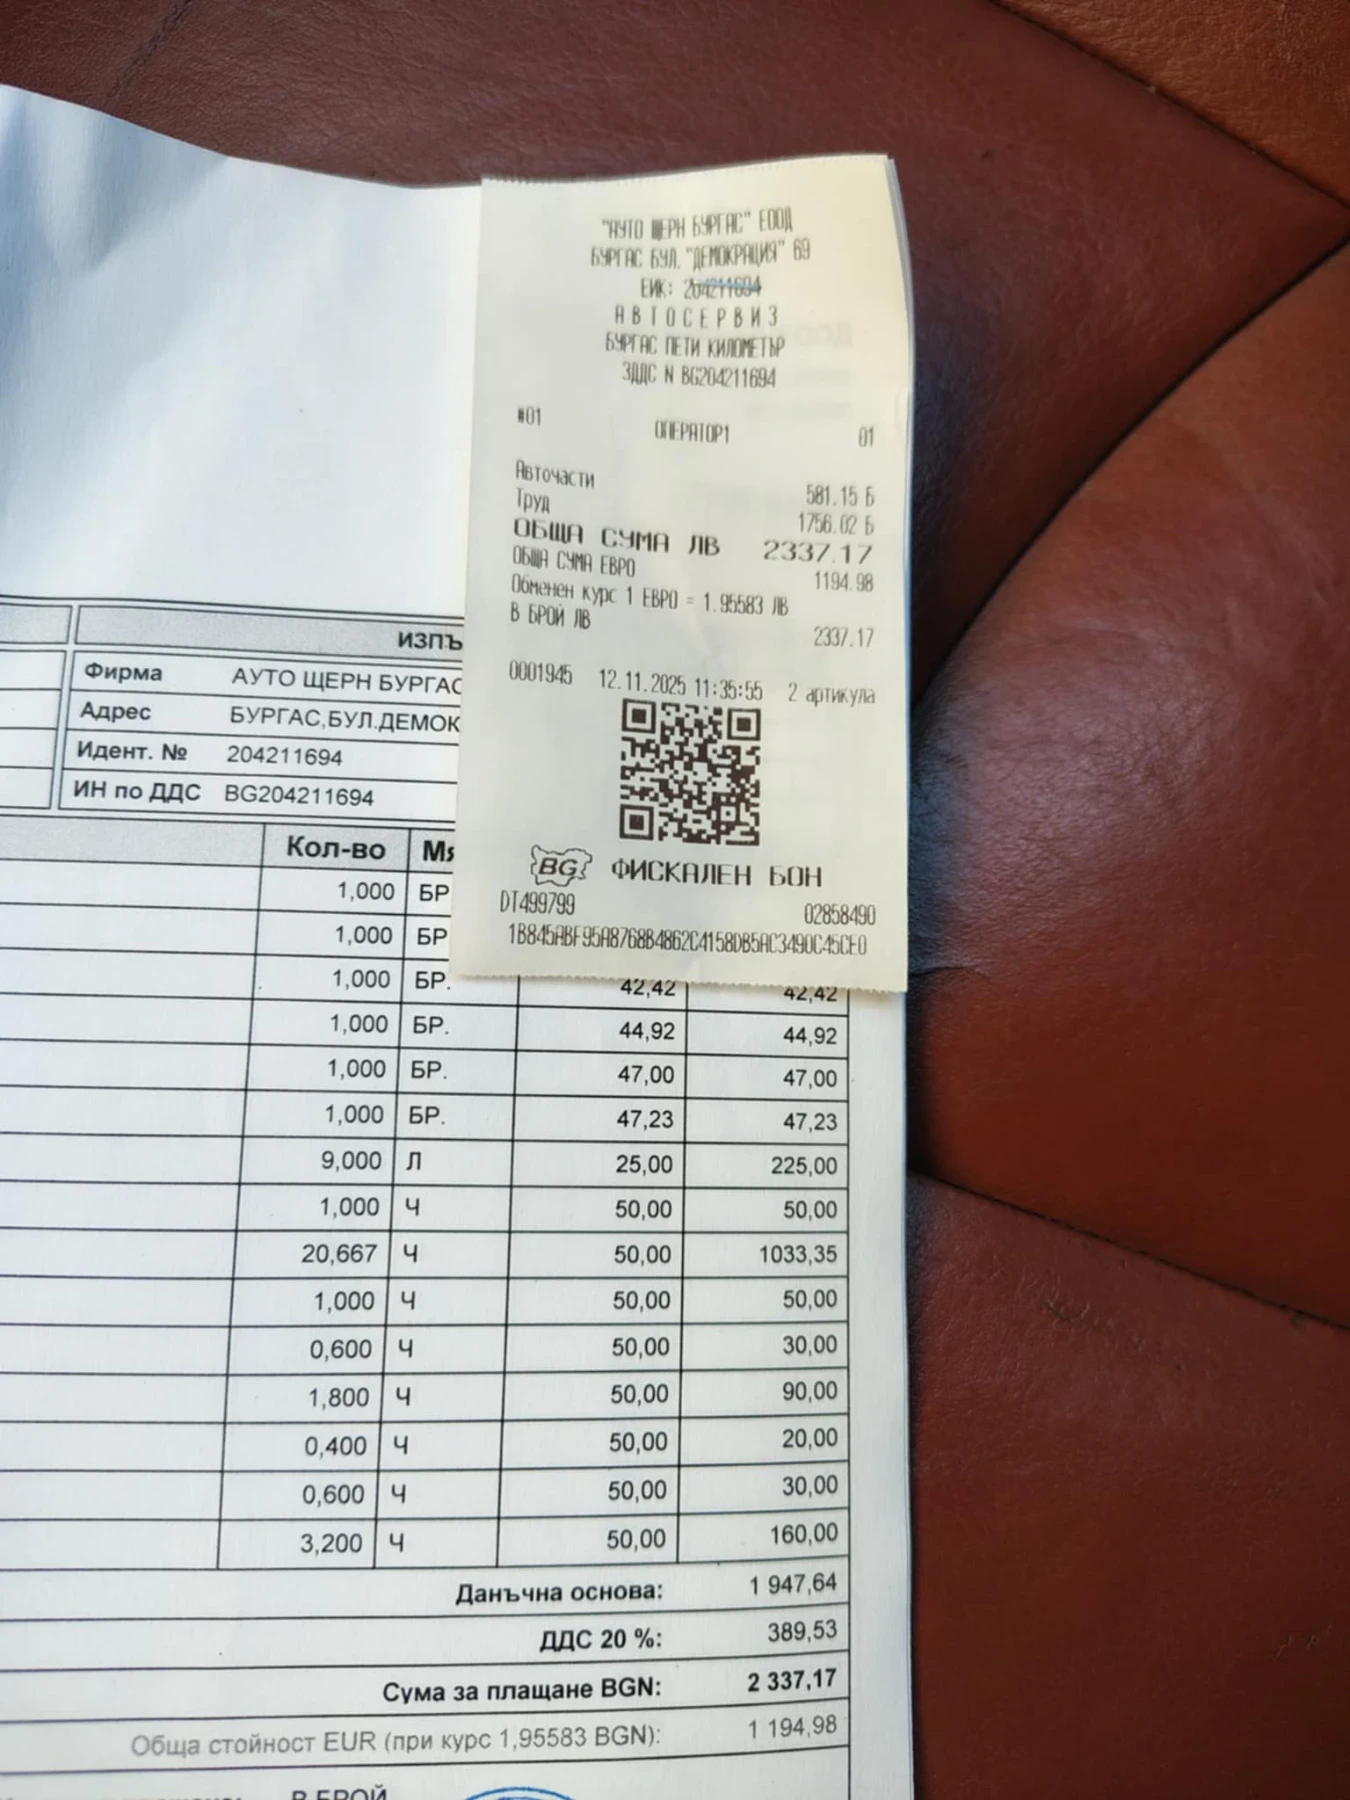 "АУТО ЩЕРН БУРГАС" ЕООД
БУРГАС БУЛ. "ДЕМОКРАЦИЯ" 69
ЕИК: 204211694
АВТОСЕРВИЗ
БУРГАС ПЕТИ КИЛОМЕТЪР
ЗДДС N BG204211694
#01 ОПЕРАТОР1 01
Авточасти 581.15 Б
Труд 1756.02 Б
ОБЩА СУМА ЛВ 2337.17
ОБЩА СУМА ЕВРО 1194.98
Обменен курс 1 ЕВРО = 1.95583 ЛВ
В БРОЙ ЛВ 2337.17
0001945 12.11.2025 11:35:55 2 артикула
BG ФИСКАЛЕН БОН
DT499799 02858490
1B845ABF95A8768B4862C4158DB5AC3490C45CE0
ИЗПЪ
Фирма АУТО ЩЕРН БУРГАС
Адрес БУРГАС,БУЛ.ДЕМОК
Идент. № 204211694
ИН по ДДС BG204211694
Кол-во Мя
1,000 БР
1,000 БР
1,000 БР. 42,42 42,42
1,000 БР. 44,92 44,92
1,000 БР. 47,00 47,00
1,000 БР. 47,23 47,23
9,000 Л 25,00 225,00
1,000 Ч 50,00 50,00
20,667 Ч 50,00 1033,35
1,000 Ч 50,00 50,00
0,600 Ч 50,00 30,00
1,800 Ч 50,00 90,00
0,400 Ч 50,00 20,00
0,600 Ч 50,00 30,00
3,200 Ч 50,00 160,00
Данъчна основа: 1 947,64
ДДС 20 %: 389,53
Сума за плащане BGN: 2 337,17
Обща стойност EUR (при курс 1,95583 BGN): 1 194,98
В БРОЙ